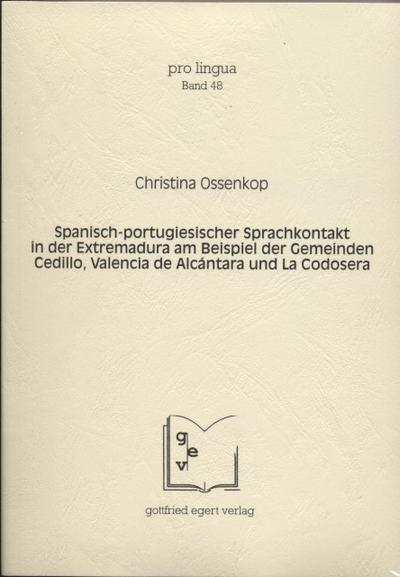 pro lingua
Band 48
Christina Ossenkop
Spanisch-portugiesischer Sprachkontakt
in der Extremadura am Beispiel der Gemeinden
Cedillo, Valencia de Alcántara und La Codosera
g
e
v
gottfried egert verlag